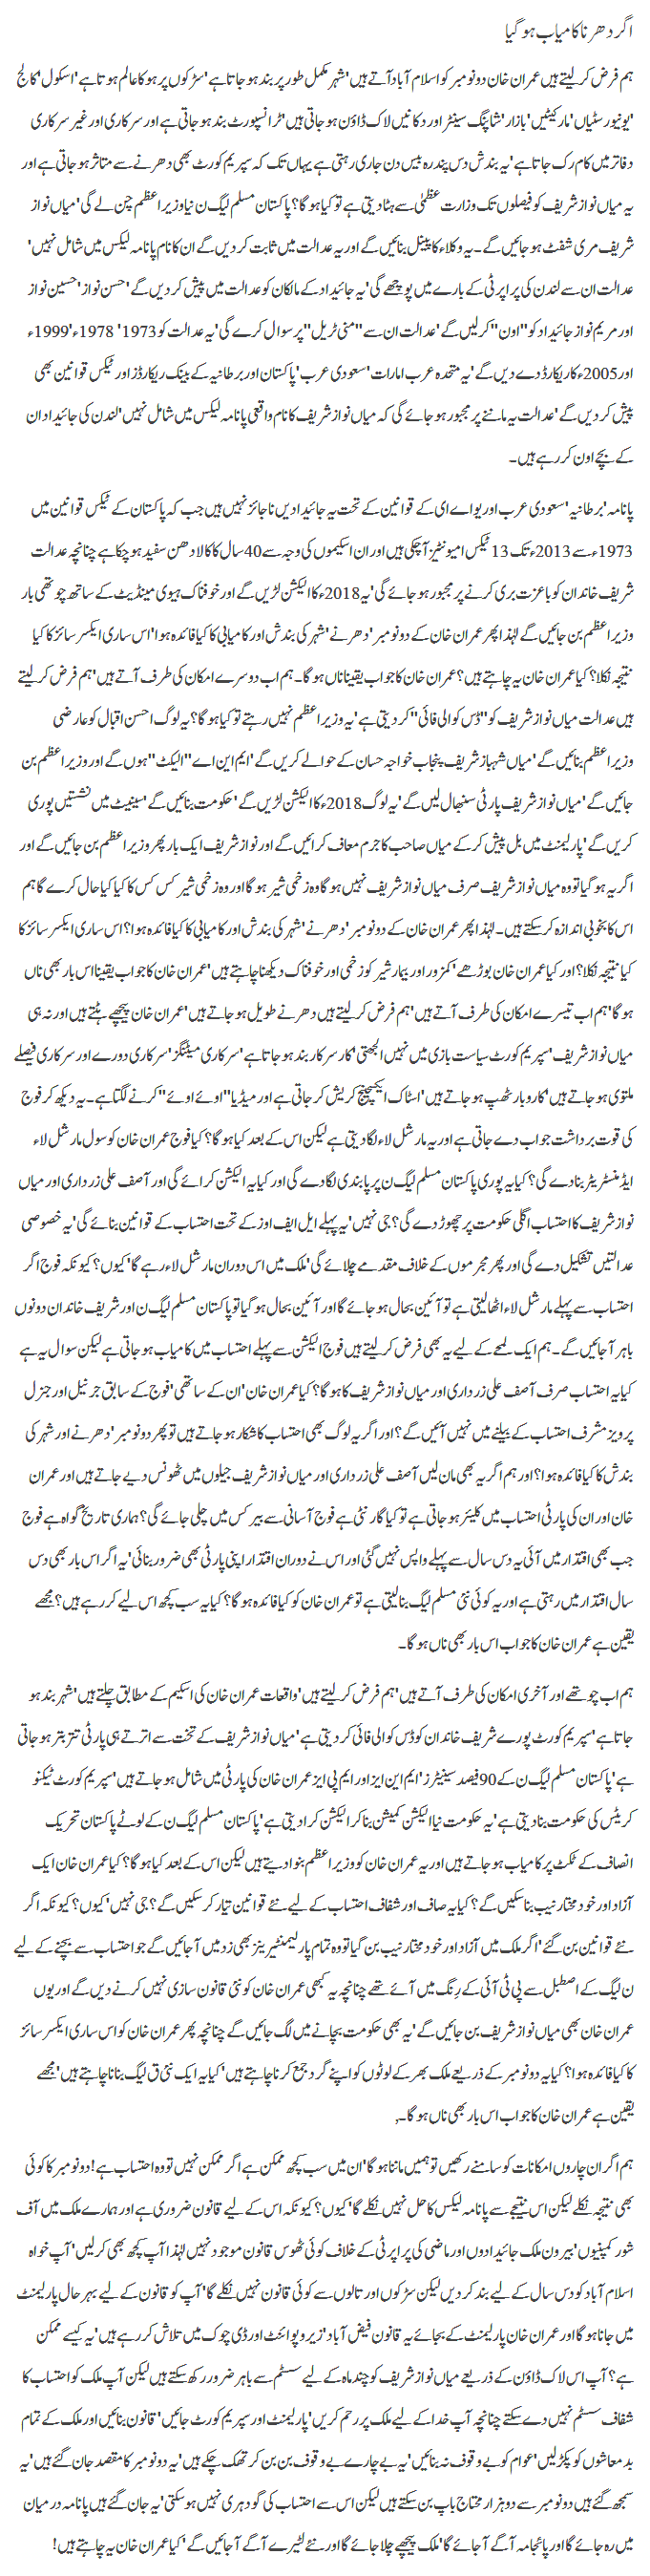 اگر دھرنا کامیاب ہو گیا
ہم فرض کر لیتے ہیں عمران خان دو نومبر کو اسلام آباد آتے ہیں' شہر مکمل طور پر بند ہو جاتا ہے' سڑکوں پر ہو کا عالم ہوتا ہے' اسکول' کالج
'یونیورسٹیاں' مارکیٹیں' بازار' شاپنگ سینٹر اور دکانیں لاک ڈاؤن ہو جاتی ہیں' ٹرانسپورٹ بند ہو جاتی ہے اور سرکاری اور غیر سرکاری
دفاتر میں کام رک جاتا ہے' یہ بندش دس پندرہ بیس دن جاری رہتی ہے یہاں تک کہ سپریم کورٹ بھی دھرنے سے متاثر ہو جاتی ہے اور
یہ میاں نواز شریف کو فیصلوں تک وزارت عظمیٰ سے ہٹا دیتی ہے تو کیا ہو گا؟ پاکستان مسلم لیگ ن نیا وزیراعظم چن لے گی' میاں نواز
شریف مری شفٹ ہو جائیں گے۔ یہ وکلاء کا پینل بنائیں گے اور یہ عدالت میں ثابت کر دیں گے ان کا نام پانامہ لیکس میں شامل نہیں'
عدالت ان سے لندن کی پراپرٹی کے بارے میں پوچھے گی' یہ جائیداد کے مالکان کو عدالت میں پیش کر دیں گے' حسن نواز' حسین نواز
اور مریم نواز جائیداد کو ''اون'' کر لیں گے' عدالت ان سے ''منی ٹریل'' پر سوال کرے گی' یہ عدالت کو 1973' 1978ء' 1999ء
اور 2005ء کا ریکارڈ دے دیں گے' یہ متحدہ عرب امارات' سعودی عرب' پاکستان اور برطانیہ کے بینک ریکارڈز اور ٹیکس قوانین بھی
پیش کر دیں گے' عدالت یہ ماننے پر مجبور ہو جائے گی کہ میاں نواز شریف کا نام واقعی پانامہ لیکس میں شامل نہیں' لندن کی جائیداد ان
کے بچے اون کر رہے ہیں۔
پانامہ' برطانیہ' سعودی عرب اور یو اے ای کے قوانین کے تحت یہ جائیدادیں ناجائز نہیں ہیں جب کہ پاکستان کے ٹیکس قوانین میں
1973ء سے 2013ء تک 13 ٹیکس امیونٹیز آ چکی ہیں اور ان اسکیموں کی وجہ سے 40 سال کا کالا دھن سفید ہو چکا ہے چنانچہ عدالت
شریف خاندان کو باعزت بری کرنے پر مجبور ہو جائے گی' یہ 2018ء کا الیکشن لڑیں گے اور خوفناک ہیوی مینڈیٹ کے ساتھ چوتھی بار
وزیراعظم بن جائیں گے لہٰذا پھر عمران خان کے دو نومبر' دھرنے' شہر کی بندش اور کامیابی کا کیا فائدہ ہوا' اس ساری ایکسرسائز کا کیا
نتیجہ نکلا؟ کیا عمران خان یہ چاہتے ہیں؟ عمران خان کا جواب یقینا ناں ہو گا۔ ہم اب دوسرے امکان کی طرف آتے ہیں' ہم فرض کر لیتے
ہیں عدالت میاں نواز شریف کو ''ڈس کوالی فائی'' کر دیتی ہے' یہ وزیراعظم نہیں رہتے تو کیا ہو گا؟ یہ لوگ احسن اقبال کو عارضی
وزیراعظم بنائیں گے' میاں شہباز شریف پنجاب خواجہ حسان کے حوالے کریں گے' ایم این اے ''الیکٹ'' ہوں گے اور وزیراعظم بن
جائیں گے' میاں نواز شریف پارٹی سنبھال لیں گے' یہ لوگ 2018ء کا الیکشن لڑیں گے' حکومت بنائیں گے' سینیٹ میں نشستیں پوری
کریں گے' پارلیمنٹ میں بل پیش کر کے میاں صاحب کا جرم معاف کرائیں گے اور نواز شریف ایک بار پھر وزیراعظم بن جائیں گے اور
اگر یہ ہو گیا تو وہ میاں نواز شریف صرف میاں نواز شریف نہیں ہو گا وہ زخمی شیر ہو گا اور وہ زخمی شیر کس کس کا کیا کیا حال کرے گا ہم
اس کا بخوبی اندازہ کر سکتے ہیں۔ لہٰذا پھر عمران خان کے دو نومبر' دھرنے' شہر کی بندش اور کامیابی کا کیا فائدہ ہوا؟ اس ساری ایکسرسائز کا
کیا نتیجہ نکلا؟ اور کیا عمران خان بوڑھے' کمزور اور بیمار شیر کو زخمی اور خوفناک دیکھنا چاہتے ہیں' عمران خان کا جواب یقینا اس بار بھی ناں
ہو گا' ہم اب تیسرے امکان کی طرف آتے ہیں' ہم فرض کر لیتے ہیں دھرنے طویل ہو جاتے ہیں' عمران خان پیچھے ہٹتے ہیں اور نہ ہی
میاں نواز شریف' سپریم کورٹ سیاست بازی میں نہیں الجھتی' کار سرکار بند ہو جاتا ہے' سرکاری میٹنگز' سرکاری دورے اور سرکاری فیصلے
ملتوی ہو جاتے ہیں' کاروبار ٹھپ ہو جاتے ہیں' اسٹاک ایکسچینج کریش کر جاتی ہے اور میڈیا ''اوئے اوئے'' کرنے لگتا ہے۔ یہ دیکھ کر فوج
کی قوت برداشت جواب دے جاتی ہے اور یہ مارشل لاء لگا دیتی ہے لیکن اس کے بعد کیا ہو گا؟ کیا فوج عمران خان کو سول مارشل لاء
ایڈمنسٹریٹر بنا دے گی؟ کیا یہ پوری پاکستان مسلم لیگ ن پر پابندی لگا دے گی اور کیا یہ الیکشن کرائے گی اور آصف علی زرداری اور میاں
نواز شریف کا احتساب اگلی حکومت پر چھوڑ دے گی؟ جی نہیں' یہ پہلے ایل ایف اوز کے تحت احتساب کے قوانین بنائے گی' یہ خصوصی
عدالتیں تشکیل دے گی اور پھر مجرموں کے خلاف مقدمے چلائے گی' ملک میں اس دوران مارشل لاء رہے گا' کیوں؟ کیونکہ فوج اگر
احتساب سے پہلے مارشل لاء اٹھا لیتی ہے تو آئین بحال ہو جائے گا اور آئین بحال ہو گیا تو پاکستان مسلم لیگ ن اور شریف خاندان دونوں
باہر آ جائیں گے۔ ہم ایک لمحے کے لیے یہ بھی فرض کر لیتے ہیں فوج الیکشن سے پہلے احتساب میں کامیاب ہو جاتی ہے لیکن سوال یہ ہے
کیا یہ احتساب صرف آصف علی زرداری اور میاں نواز شریف کا ہو گا؟ کیا عمران خان' ان کے ساتھی' فوج کے سابق جرنیل اور جنرل
پرویز مشرف احتساب کے بیلنے میں نہیں آئیں گے؟ اور اگر یہ لوگ بھی احتساب کا شکار ہو جاتے ہیں تو پھر دو نومبر' دھرنے اور شہر کی
بندش کا کیا فائدہ ہوا؟ اور ہم اگر یہ بھی مان لیں آصف علی زرداری اور میاں نواز شریف جیلوں میں ٹھونس دیے جاتے ہیں اور عمران
خان اور ان کی پارٹی احتساب میں کلیئر ہو جاتی ہے تو کیا گارنٹی ہے فوج آسانی سے بیرکس میں چلی جائے گی؟ ہماری تاریخ گواہ ہے فوج
جب بھی اقتدار میں آئی یہ دس سال سے پہلے واپس نہیں گئی اور اس نے دوران اقتدار اپنی پارٹی بھی ضرور بنائی' یہ اگر اس بار بھی دس
سال اقتدار میں رہتی ہے اور یہ کوئی نئی مسلم لیگ بنا لیتی ہے تو عمران خان کو کیا فائدہ ہو گا؟ کیا یہ سب کچھ اس لیے کر رہے ہیں؟ مجھے
یقین ہے عمران خان کا جواب اس بار بھی ناں ہو گا۔
ہم اب چوتھے اور آخری امکان کی طرف آتے ہیں' ہم فرض کر لیتے ہیں' واقعات عمران خان کی اسکیم کے مطابق چلتے ہیں' شہر بند ہو
جاتا ہے' سپریم کورٹ پورے شریف خاندان کو ڈس کوالی فائی کر دیتی ہے' میاں نواز شریف کے تخت سے اترتے ہی پارٹی تتر بتر ہو جاتی
ہے' پاکستان مسلم لیگ ن کے 90 فیصد سینیٹرز' ایم این ایز اور ایم پی ایز عمران خان کی پارٹی میں شامل ہو جاتے ہیں' سپریم کورٹ ٹیکنو
کریٹس کی حکومت بنا دیتی ہے' یہ حکومت نیا الیکشن کمیشن بنا کر الیکشن کرا دیتی ہے' پاکستان مسلم لیگ ن کے لوٹے پاکستان تحریک
انصاف کے ٹکٹ پر کامیاب ہو جاتے ہیں اور یہ عمران خان کو وزیراعظم بنوا دیتے ہیں لیکن اس کے بعد کیا ہو گا؟ کیا عمران خان ایک
آزاد اور خود مختار نیب بنا سکیں گے؟ کیا یہ صاف اور شفاف احتساب کے لیے نئے قوانین تیار کر سکیں گے؟ جی نہیں' کیوں؟ کیونکہ اگر
نئے قوانین بن گئے' اگر ملک میں آزاد اور خود مختار نیب بن گیا تو وہ تمام پارلیمنٹیرینز بھی زد میں آ جائیں گے جو احتساب سے بچنے کے لیے
ن لیگ کے اصطبل سے پی ٹی آئی کے رِنگ میں آئے تھے چنانچہ یہ کبھی عمران خان کو نئی قانون سازی نہیں کرنے دیں گے اور یوں
عمران خان بھی میاں نواز شریف بن جائیں گے' یہ بھی حکومت بچانے میں لگ جائیں گے چنانچہ پھر عمران خان کو اس ساری ایکسرسائز
کا کیا فائدہ ہوا؟ کیا یہ دو نومبر کے ذریعے ملک بھر کے لوٹوں کو اپنے گرد جمع کرنا چاہتے ہیں' کیا یہ ایک نئی ق لیگ بنانا چاہتے ہیں' مجھے
یقین ہے عمران خان کا جواب اس بار بھی ناں ہو گا۔,
ہم اگر ان چاروں امکانات کو سامنے رکھیں تو ہمیں ماننا ہو گا' ان میں سب کچھ ممکن ہے اگر ممکن نہیں تو وہ احتساب ہے! دو نومبر کا کوئی
بھی نتیجہ نکلے لیکن اس نتیجے سے پانامہ لیکس کا حل نہیں نکلے گا' کیوں؟ کیونکہ اس کے لیے قانون ضروری ہے اور ہمارے ملک میں آف
شور کمپنیوں' بیرون ملک جائیدادوں اور ماضی کی پراپرٹی کے خلاف کوئی ٹھوس قانون موجود نہیں لہٰذا آپ کچھ بھی کر لیں' آپ خواہ
اسلام آباد کو دس سال کے لیے بند کر دیں لیکن سڑکوں اور تالوں سے کوئی قانون نہیں نکلے گا' آپ کو قانون کے لیے بہرحال پارلیمنٹ
میں جانا ہو گا اور عمران خان پارلیمنٹ کے بجائے یہ قانون فیض آباد' زیرو پوائنٹ اور ڈی چوک میں تلاش کر رہے ہیں' یہ کیسے ممکن
ہے؟ آپ اس لاک ڈاؤن کے ذریعے میاں نواز شریف کو چند ماہ کے لیے سسٹم سے باہر ضرور رکھ سکتے ہیں لیکن آپ ملک کو احتساب کا
شفاف سسٹم نہیں دے سکتے چنانچہ آپ خدا کے لیے ملک پر رحم کریں' پارلیمنٹ اور سپریم کورٹ جائیں' قانون بنائیں اور ملک کے تمام
بدمعاشوں کو پکڑ لیں' عوام کو بے وقوف نہ بنائیں' یہ بے چارے بے وقوف بن بن کر تھک چکے ہیں' یہ دو نومبر کا مقصد جان گئے ہیں' یہ
سمجھ گئے ہیں دو نومبر سے دو ہزار محتاج باپ بن سکتے ہیں لیکن اس سے احتساب کی گود ہری نہیں ہو سکتی' یہ جان گئے ہیں پانامہ درمیان
میں رہ جائے گا اور پائجامہ آگے آ جائے گا' ملک پیچھے چلا جائے گا اور نئے لٹیرے آگے آ جائیں گے' کیا عمران خان یہ چاہتے ہیں!